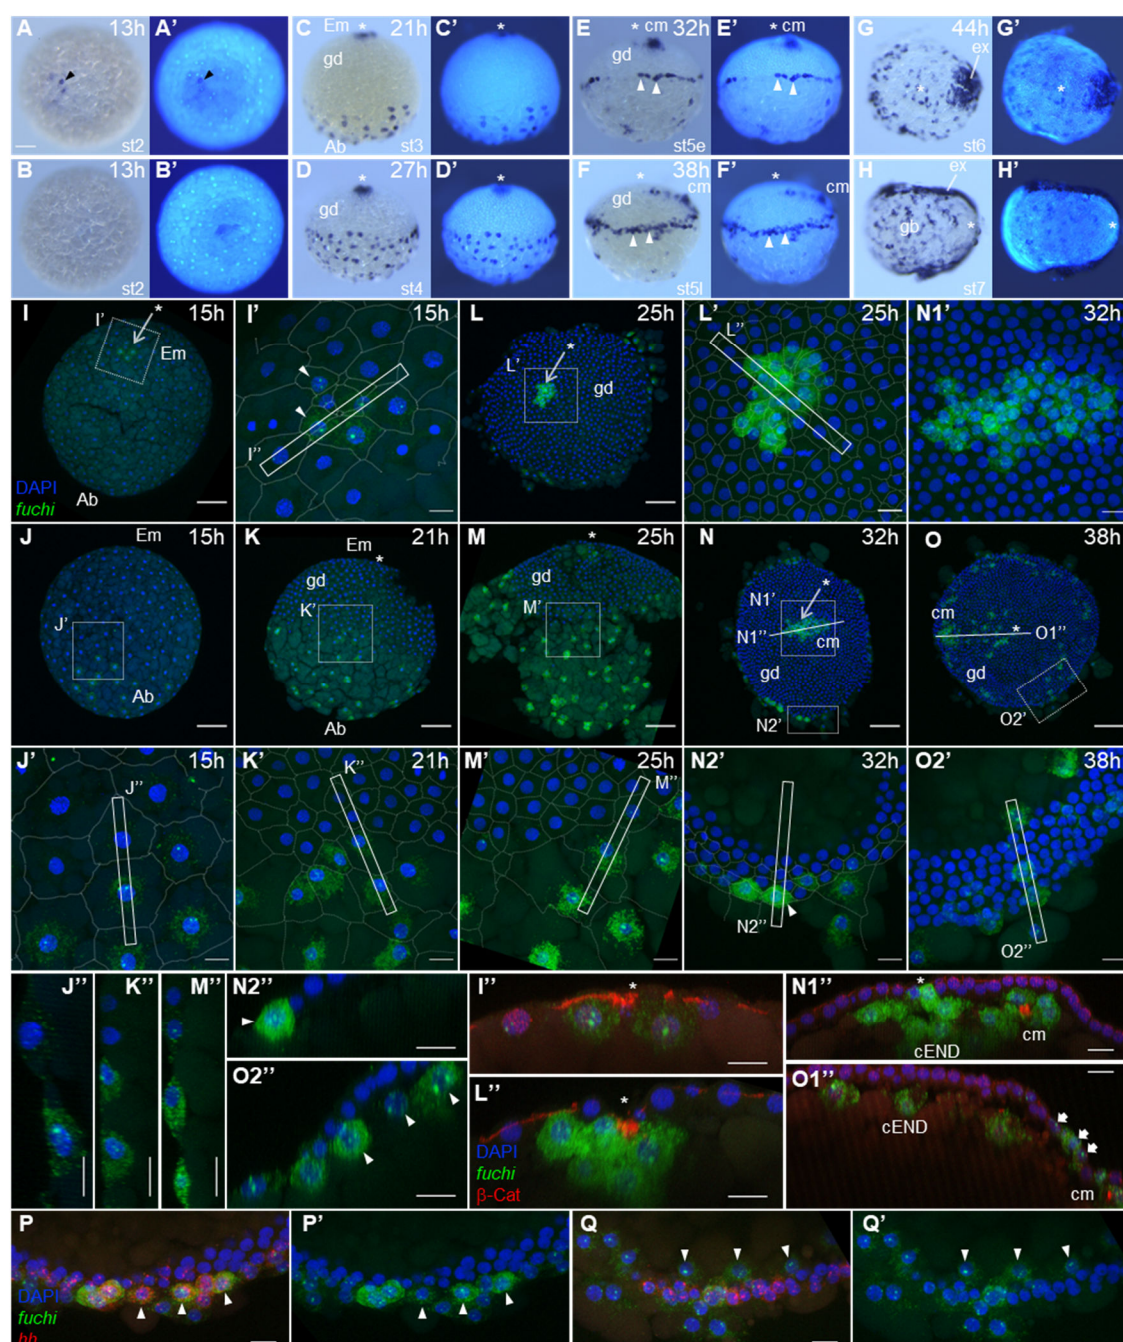 A 13h A' C Em * 21h C' * E * cm 32h E' * cm G 44h G'
gd gd ex
* *
st2 Ab st3 st5e st6
B 13h B' D * 27h D' * F * 38h F' * H ex H'
gd gd cm cm
gb * *
st2 st4 st5l st7
I 15h I' 15h L 25h L' 25h N1' 32h
I' * Em
L' * gd
L''
I''
DAPI
fuchi
Ab
J Em 15h K Em 21h M * 25h N 32h O 38h
* gd gd
N1' *
J' K' M' N1'' cm
cm * O1''
gd gd
Ab Ab N2' O2'
J' 15h K' 21h M' 25h N2' 32h O2' 38h
J'' K'' M''
N2'' O2''
J'' K'' M'' N2'' I'' * N1'' *
cm
cEND
O2'' L'' * O1''
cEND
DAPI
fuchi
β-Cat cm
P P' Q Q'
DAPI
fuchi
hh